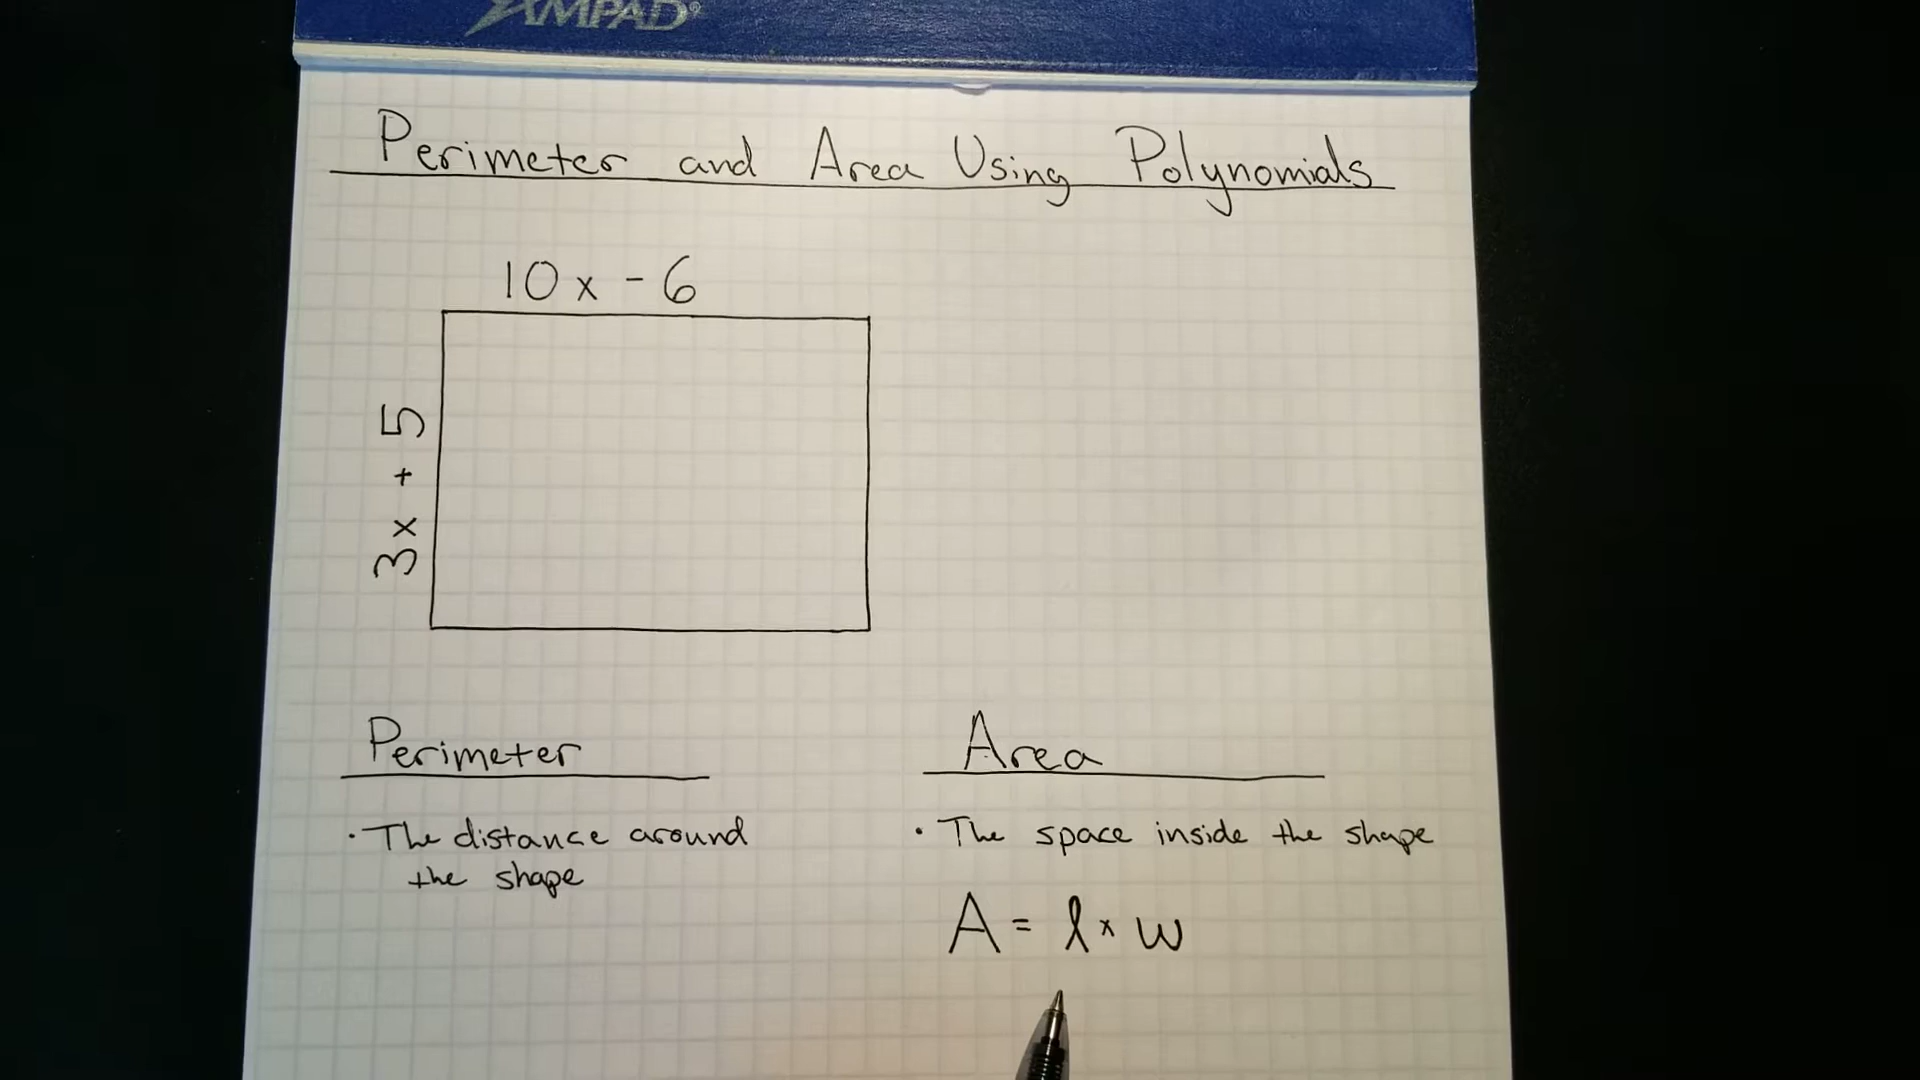 AMPAD®
Perimeter and Area Using Polynomials
10x - 6
3x + 5
Perimeter
· The distance around
the shape
Area
· The space inside the shape
A = l × w